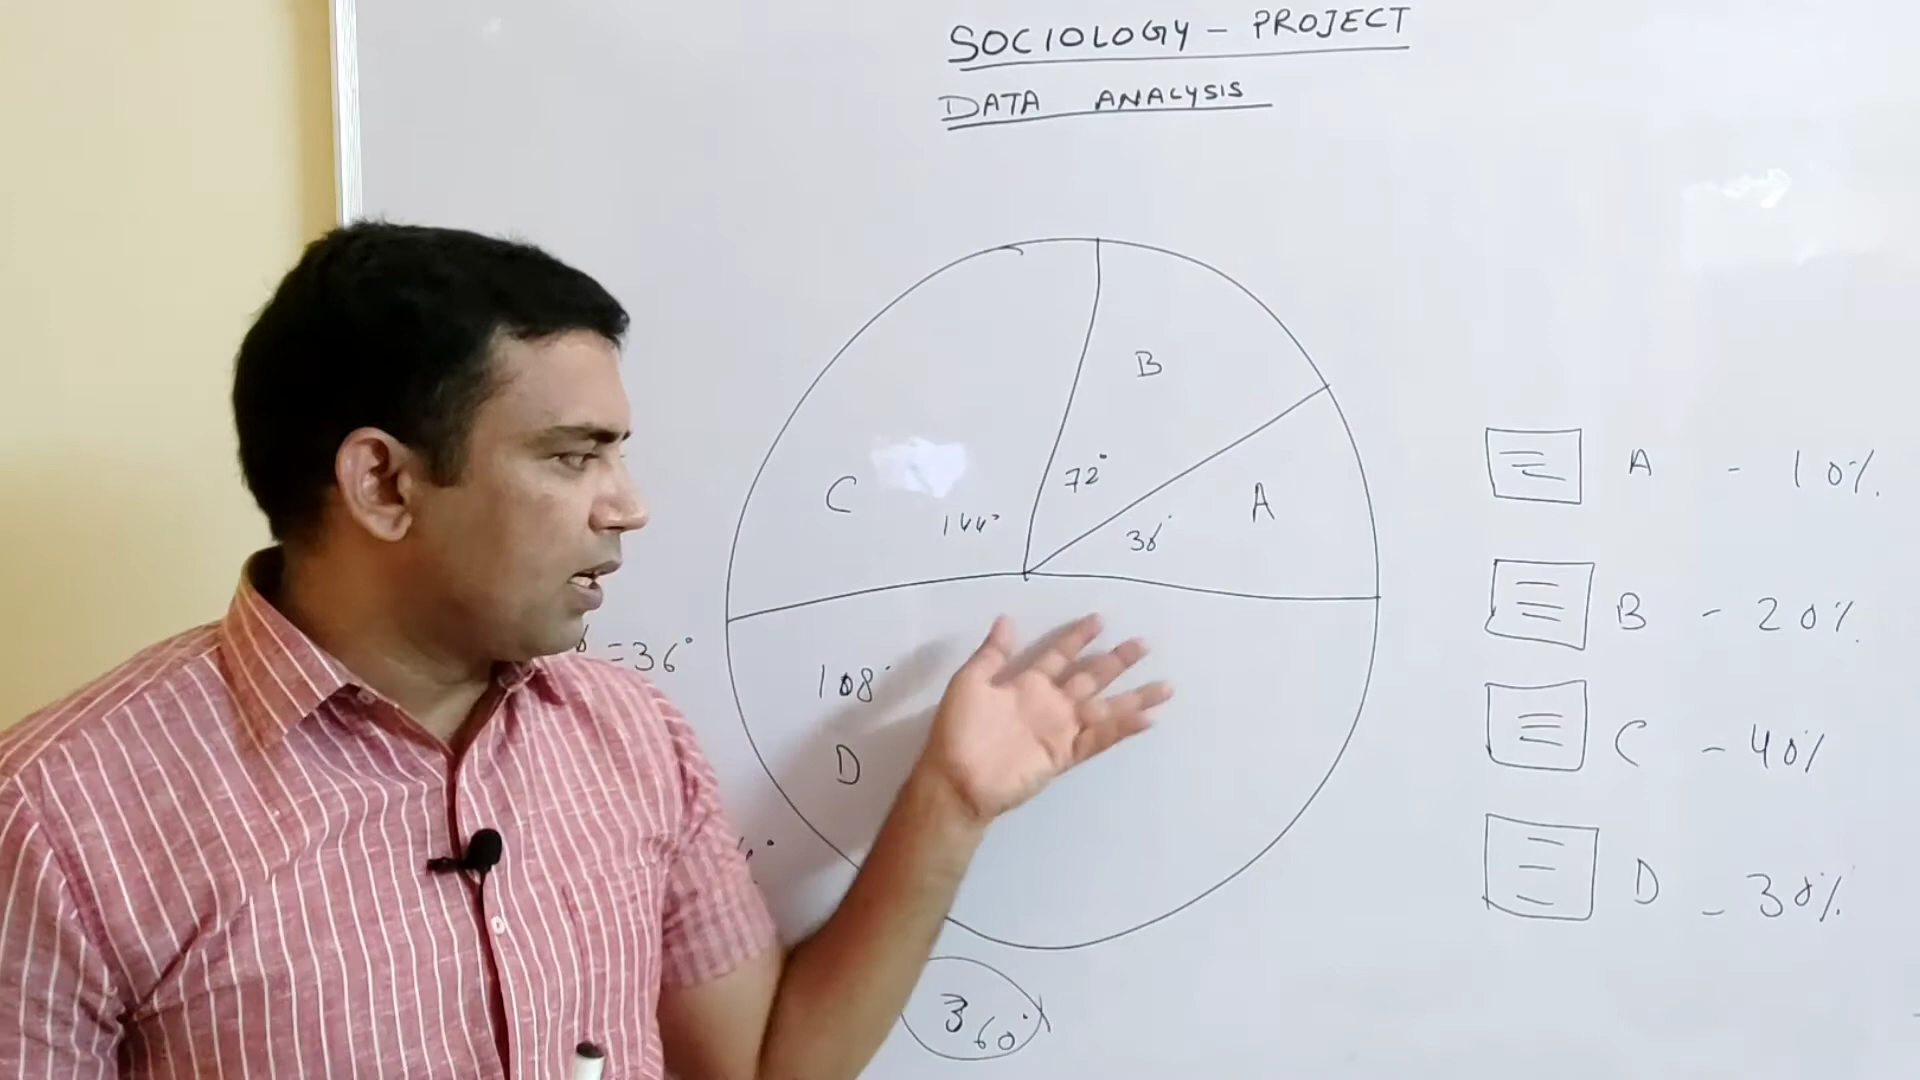 SOCIOLOGY - PROJECT
DATA ANALYSIS
B
72°
C
144°
A
36°
= 36°
108°
D
360°
A - 10%
B - 20%
C - 40%
D - 30%